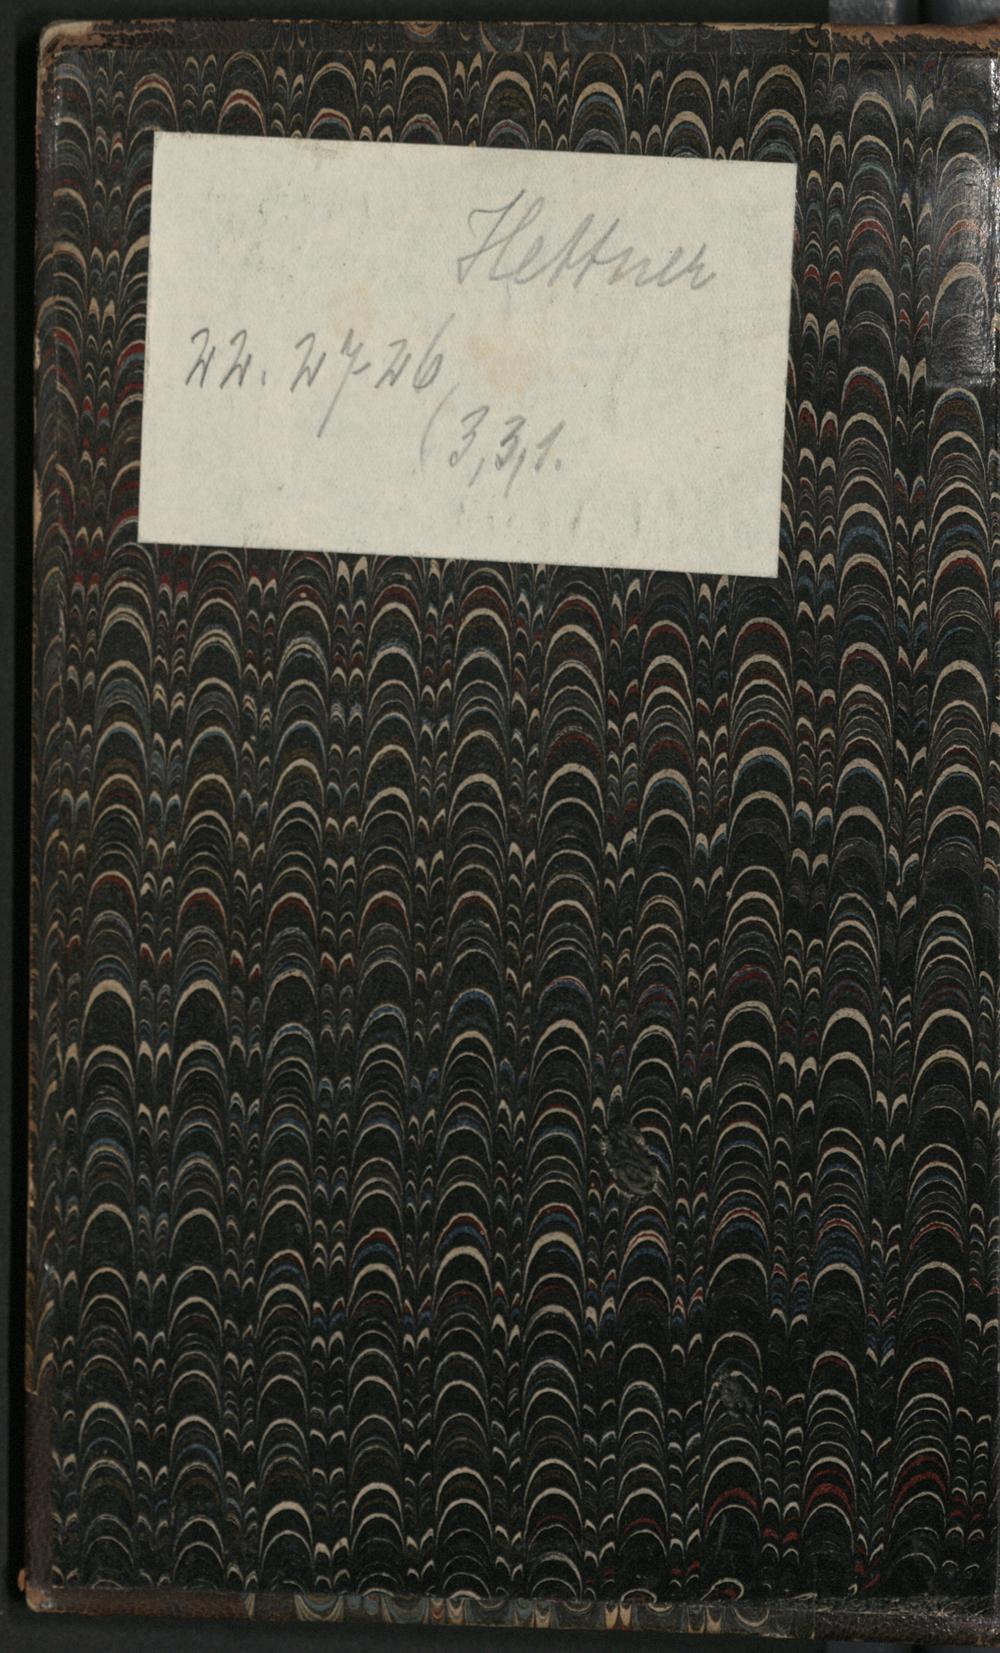 Hettner
22. 27-26
(3,3,1.